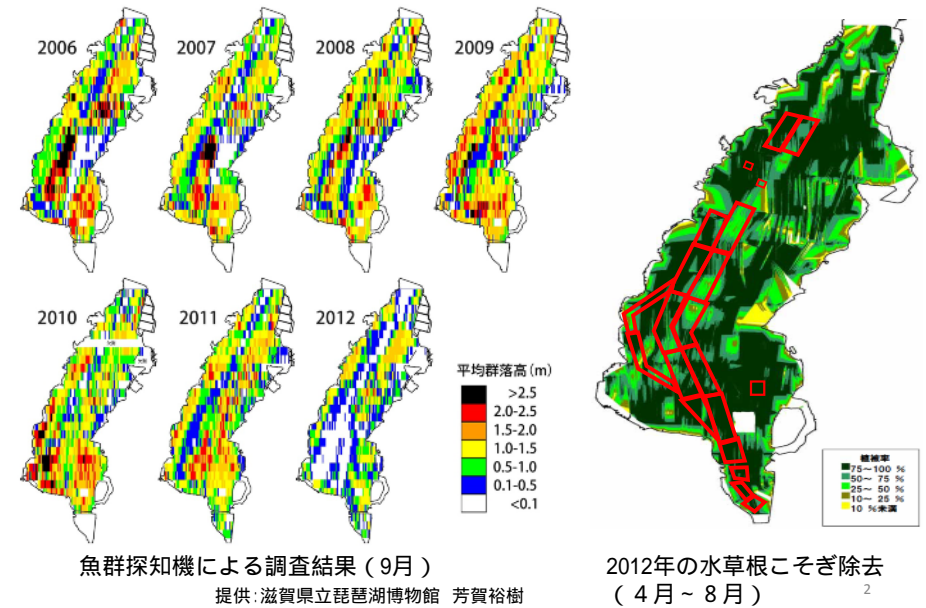 2006
2007
2008
2009
2010
2011
2012
平均群落高(m)
>2.5
2.0-2.5
1.5-2.0
1.0-1.5
0.5-1.0
0.1-0.5
<0.1
植被率
75～100 %
50～ 75 %
25～ 50 %
10～ 25 %
10 %未満
魚群探知機による調査結果（9月）
提供:滋賀県立琵琶湖博物館 芳賀裕樹
2012年の水草根こそぎ除去
（４月～８月）
2